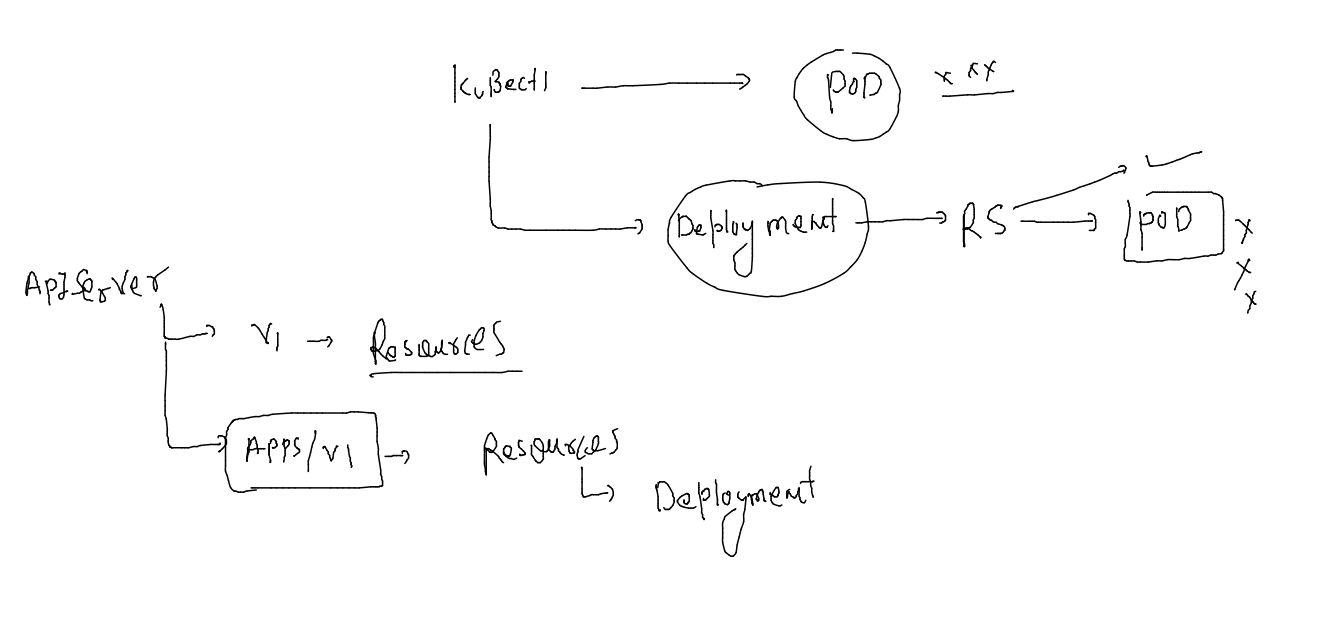 KuBectl POD xxx
Deployment RS POD x
x
x
ApIServer
V1 Resources
Apps/V1 Resources
Deployment